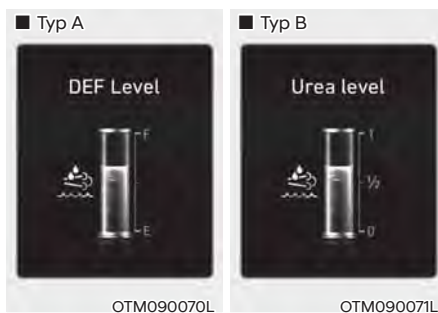 ■ Typ A
DEF Level
F
E
OTM090070L
■ Typ B
Urea level
1
1/2
0
OTM090071L